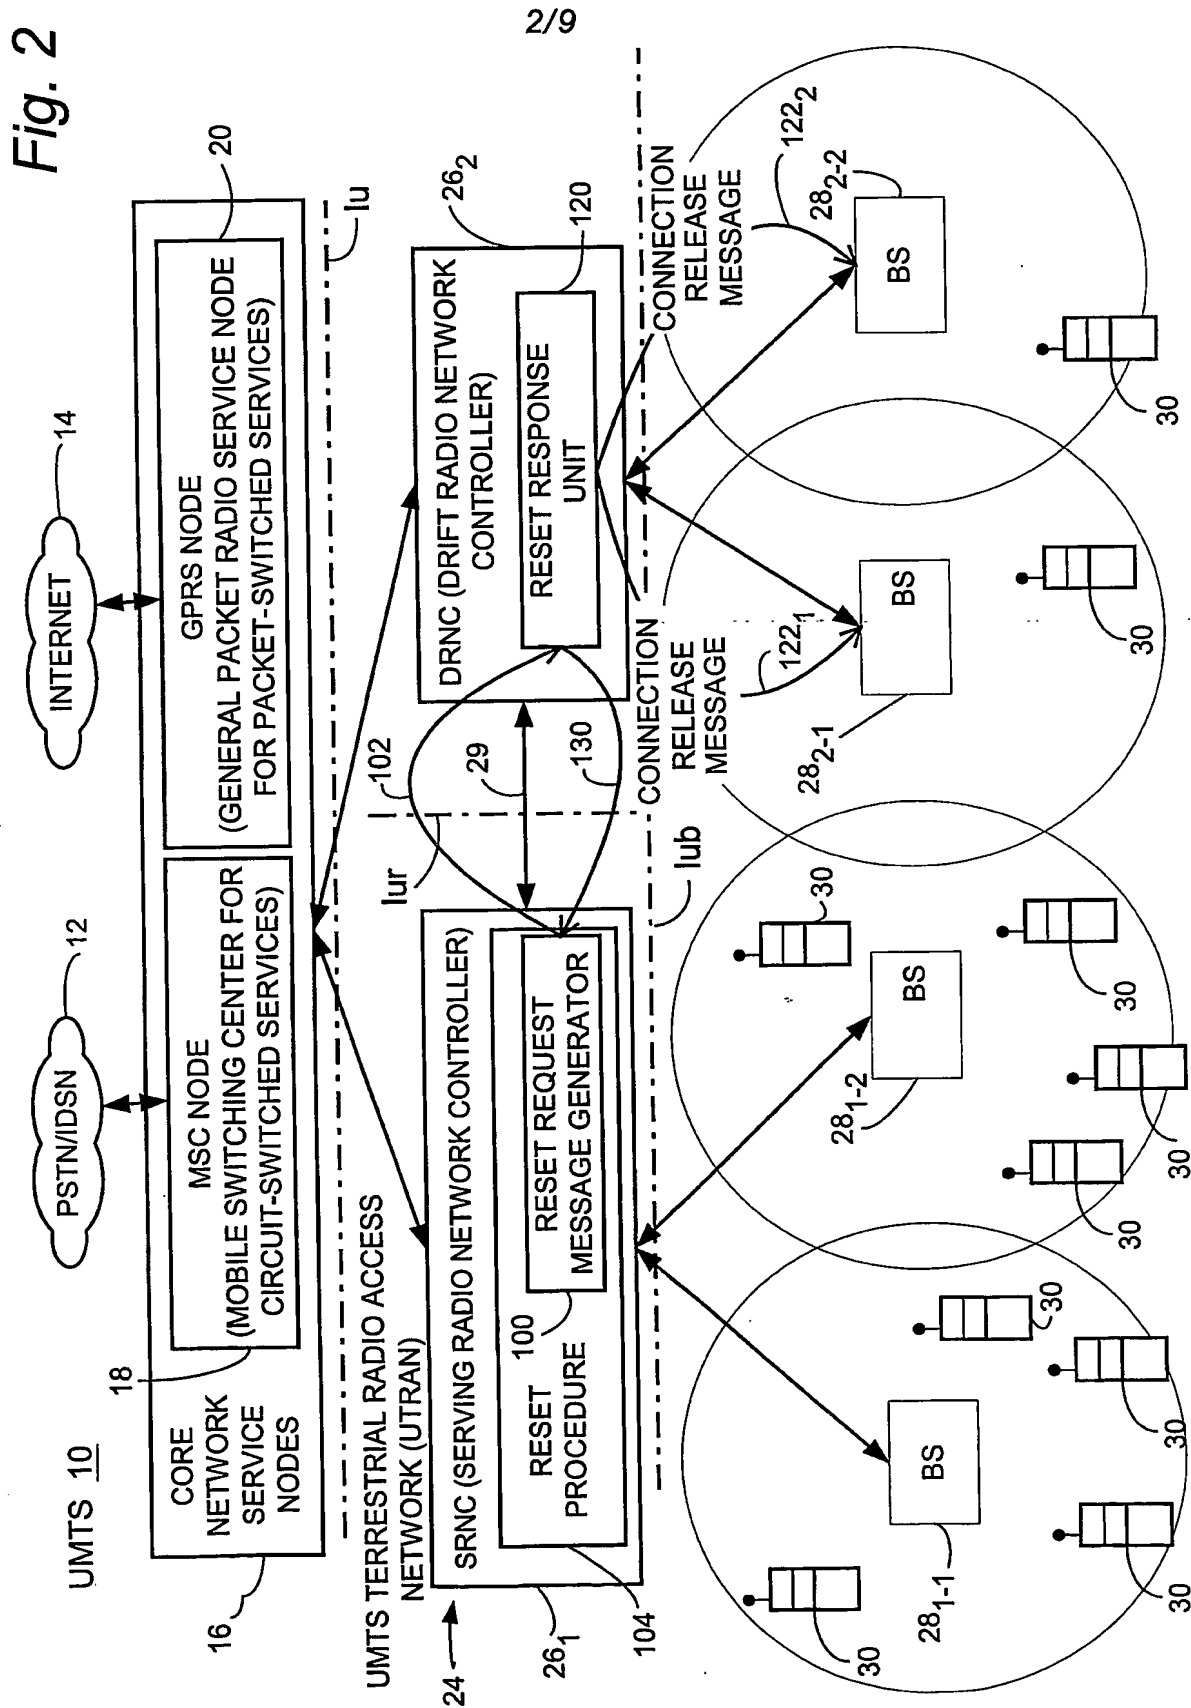 2/9
Fig. 2
UMTS 10
PSTN/IDSN
12
INTERNET
14
16
CORE
NETWORK
SERVICE
NODES
18
MSC NODE
(MOBILE SWITCHING CENTER FOR
CIRCUIT-SWITCHED SERVICES)
GPRS NODE
(GENERAL PACKET RADIO SERVICE NODE
FOR PACKET-SWITCHED SERVICES)
20
Iu
UMTS TERRESTRIAL RADIO ACCESS
NETWORK (UTRAN)
24
26₁
SRNC (SERVING RADIO NETWORK CONTROLLER)
104
RESET
PROCEDURE
100
RESET REQUEST
MESSAGE GENERATOR
Iur
102
29
130
DRNC (DRIFT RADIO NETWORK
CONTROLLER)
26₂
RESET RESPONSE
UNIT
120
Iub
CONNECTION
RELEASE
MESSAGE
122₁
CONNECTION
RELEASE
MESSAGE
122₂
BS
28₁₋₁
30
30
30
30
BS
28₁₋₂
30
30
30
30
BS
28₂₋₁
30
BS
28₂₋₂
30